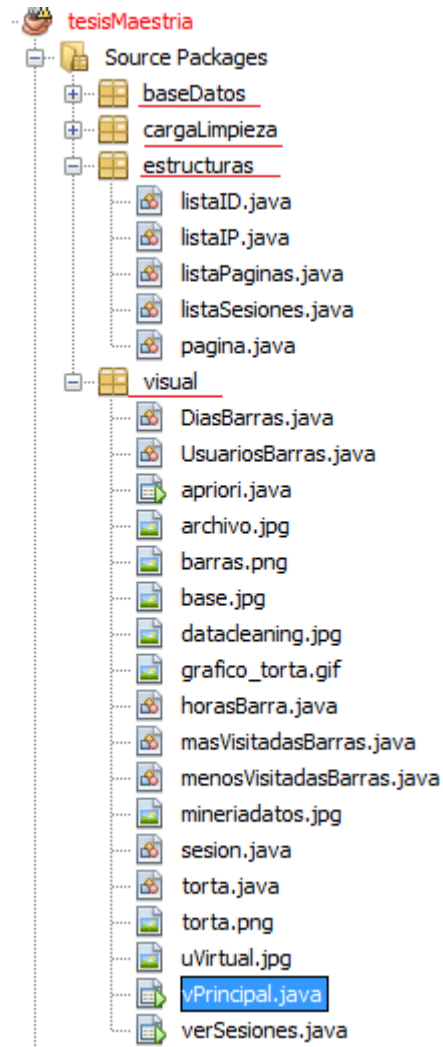 tesisMaestria
Source Packages
baseDatos
cargaLimpieza
estructuras
listaID.java
listaIP.java
listaPaginas.java
listaSesiones.java
pagina.java
visual
DiasBarras.java
UsuariosBarras.java
apriori.java
archivo.jpg
barras.png
base.jpg
datacleaning.jpg
grafico_torta.gif
horasBarra.java
masVisitadasBarras.java
menosVisitadasBarras.java
mineriadatos.jpg
sesion.java
torta.java
torta.png
uVirtual.jpg
vPrincipal.java
verSesiones.java